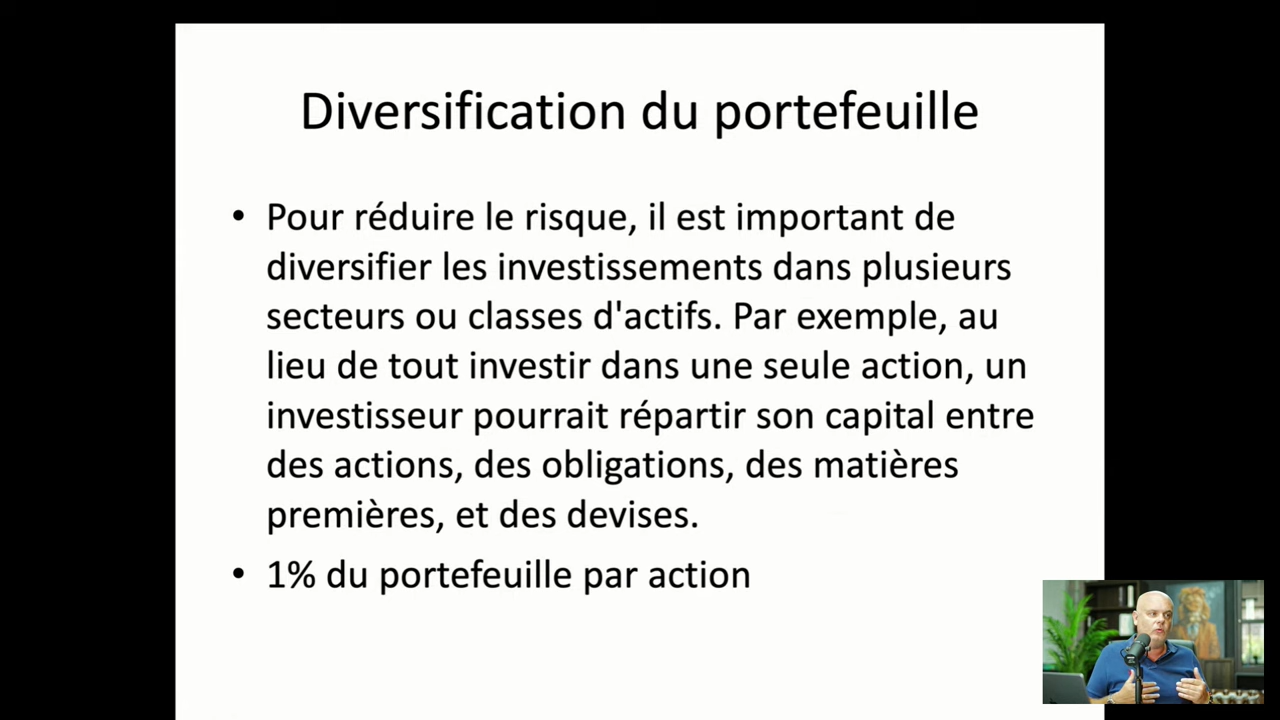 Diversification du portefeuille
• Pour réduire le risque, il est important de
diversifier les investissements dans plusieurs
secteurs ou classes d'actifs. Par exemple, au
lieu de tout investir dans une seule action, un
investisseur pourrait répartir son capital entre
des actions, des obligations, des matières
premières, et des devises.
• 1% du portefeuille par action